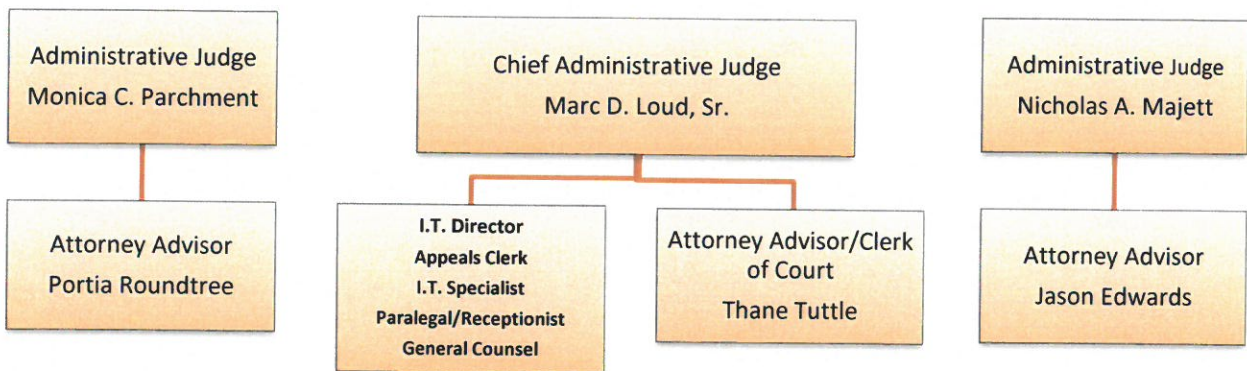 Administrative Judge
Monica C. Parchment
Chief Administrative Judge
Marc D. Loud, Sr.
Administrative Judge
Nicholas A. Majett
Attorney Advisor
Portia Roundtree
I.T. Director
Appeals Clerk
I.T. Specialist
Paralegal/Receptionist
General Counsel
Attorney Advisor/Clerk
of Court
Thane Tuttle
Attorney Advisor
Jason Edwards